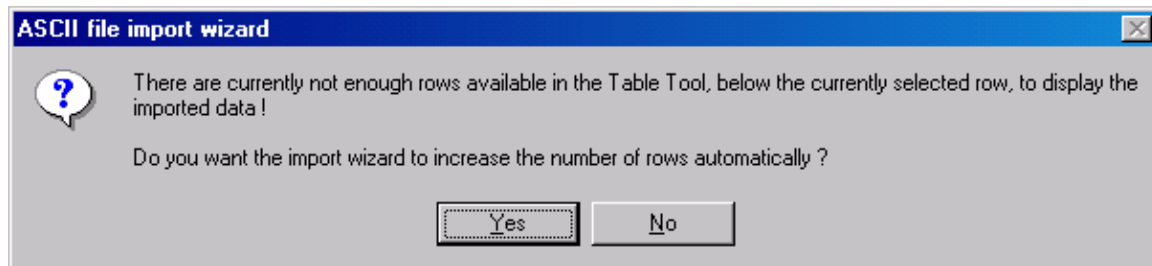 ASCII file import wizard
There are currently not enough rows available in the Table Tool, below the currently selected row, to display the
imported data !
Do you want the import wizard to increase the number of rows automatically ?
Yes No